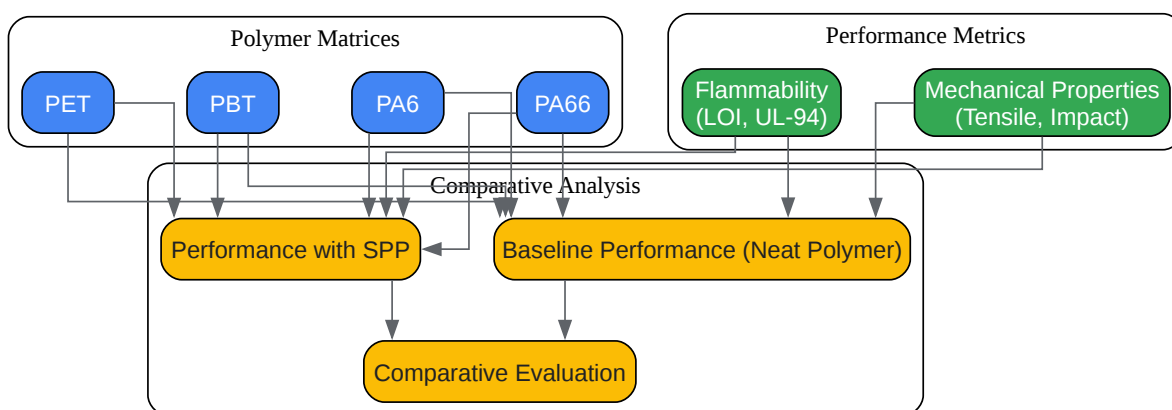 Polymer Matrices
Performance Metrics
PET
PBT
PA6
PA66
Flammability
(LOI, UL-94)
Mechanical Properties
(Tensile, Impact)
Comparative Analysis
Performance with SPP
Baseline Performance (Neat Polymer)
Comparative Evaluation